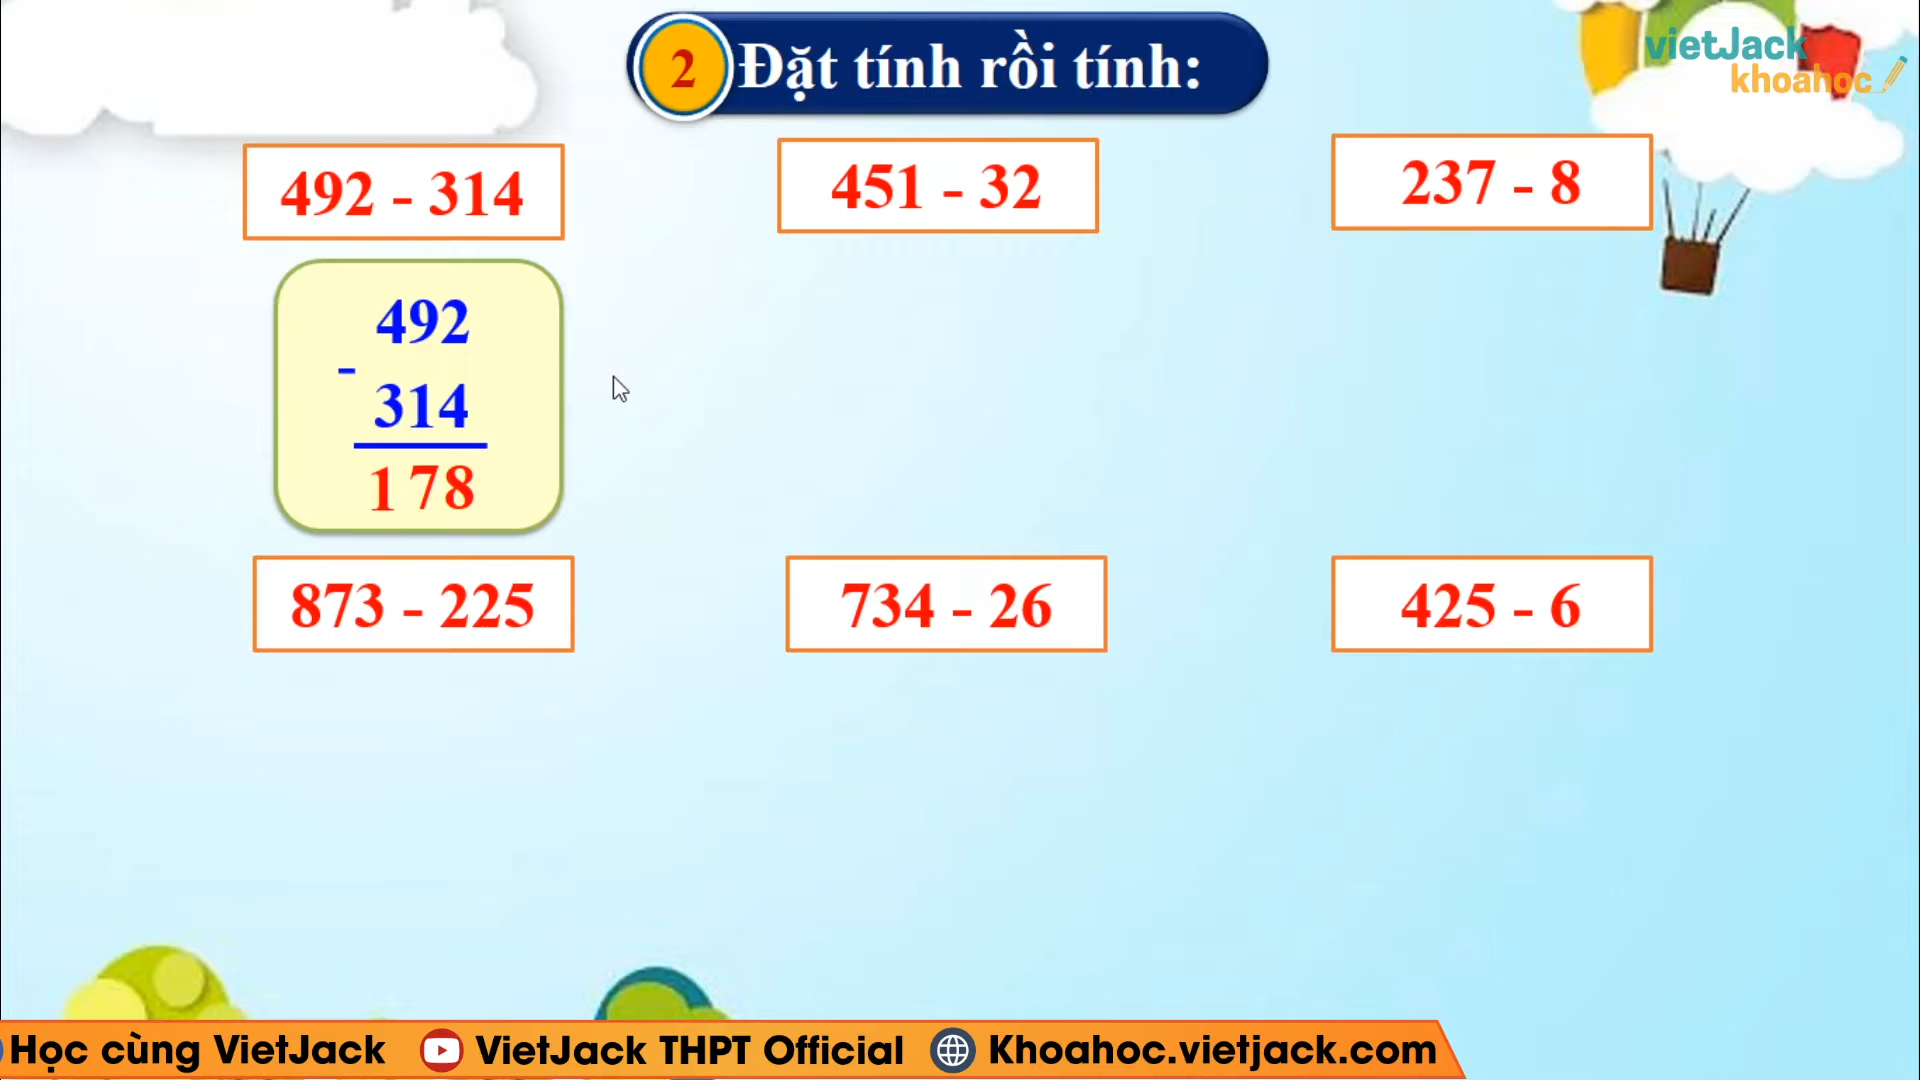 2 Đặt tính rồi tính:
vietJack
khoahoc
492 - 314
451 - 32
237 - 8
492
-
314
178
873 - 225
734 - 26
425 - 6
Học cùng VietJack
VietJack THPT Official
Khoahoc.vietjack.com